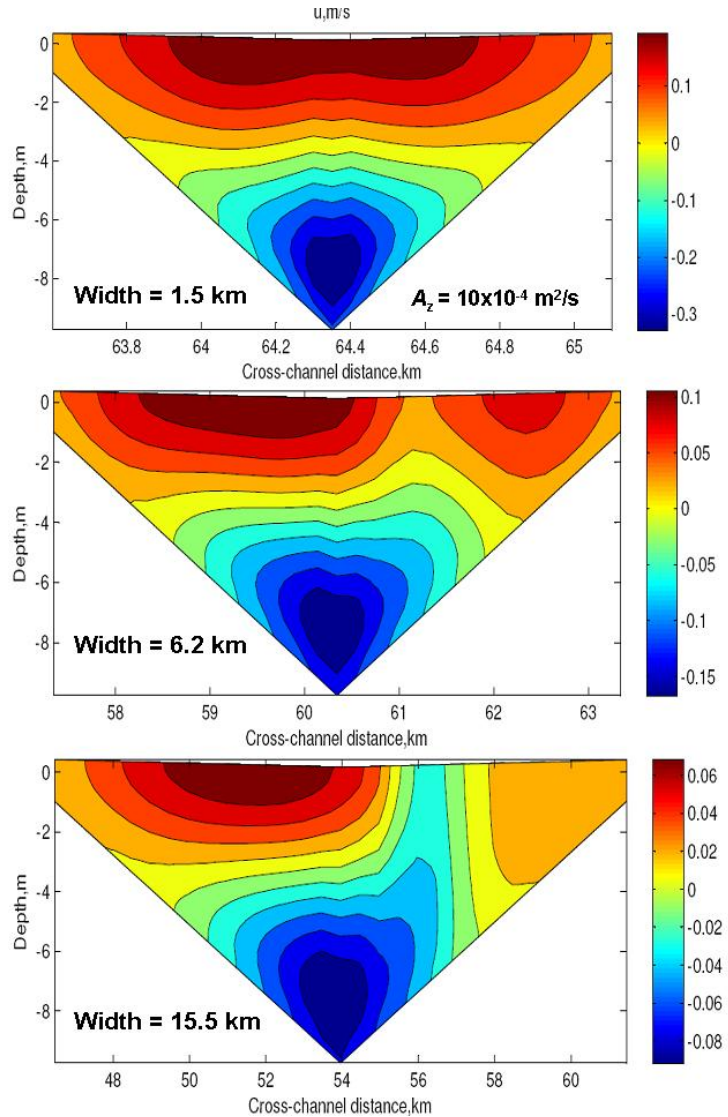 u,m/s
0
-2
-4
-6
-8
Depth,m
Width = 1.5 km
A_z = 10x10⁻⁴ m²/s
63.8 64 64.2 64.4 64.6 64.8 65
Cross-channel distance,km
0.1
0
-0.1
-0.2
-0.3
0
-2
-4
-6
-8
Depth,m
Width = 6.2 km
58 59 60 61 62 63
Cross-channel distance,km
0.1
0.05
0
-0.05
-0.1
-0.15
0
-2
-4
-6
-8
Depth,m
Width = 15.5 km
48 50 52 54 56 58 60
Cross-channel distance,km
0.06
0.04
0.02
0
-0.02
-0.04
-0.06
-0.08